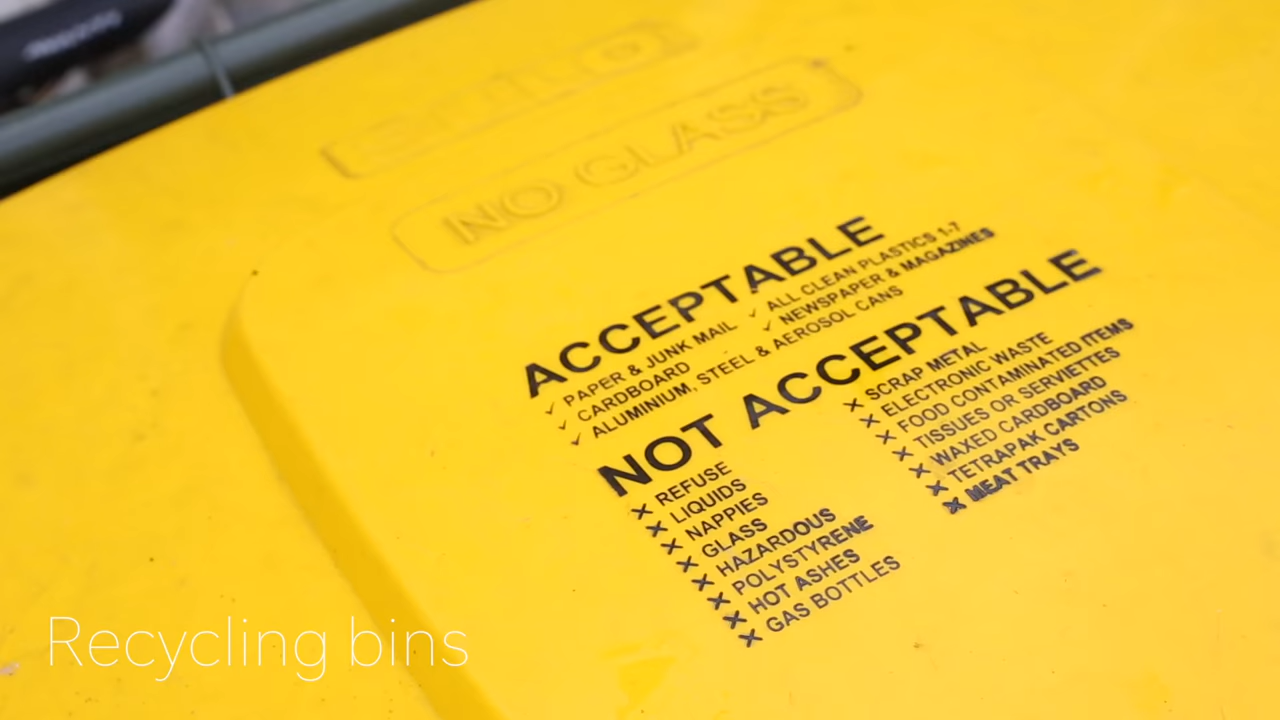 NO GLASS
ACCEPTABLE
✓ PAPER & JUNK MAIL ✓ ALL CLEAN PLASTICS 1-7
✓ CARDBOARD ✓ NEWSPAPER & MAGAZINES
✓ ALUMINIUM, STEEL & AEROSOL CANS
NOT ACCEPTABLE
✕ REFUSE
✕ LIQUIDS
✕ NAPPIES
✕ GLASS
✕ HAZARDOUS
✕ POLYSTYRENE
✕ HOT ASHES
✕ GAS BOTTLES
✕ SCRAP METAL
✕ ELECTRONIC WASTE
✕ FOOD CONTAMINATED ITEMS
✕ TISSUES OR SERVIETTES
✕ WAXED CARDBOARD
✕ TETRAPAK CARTONS
✕ MEAT TRAYS
Recycling bins